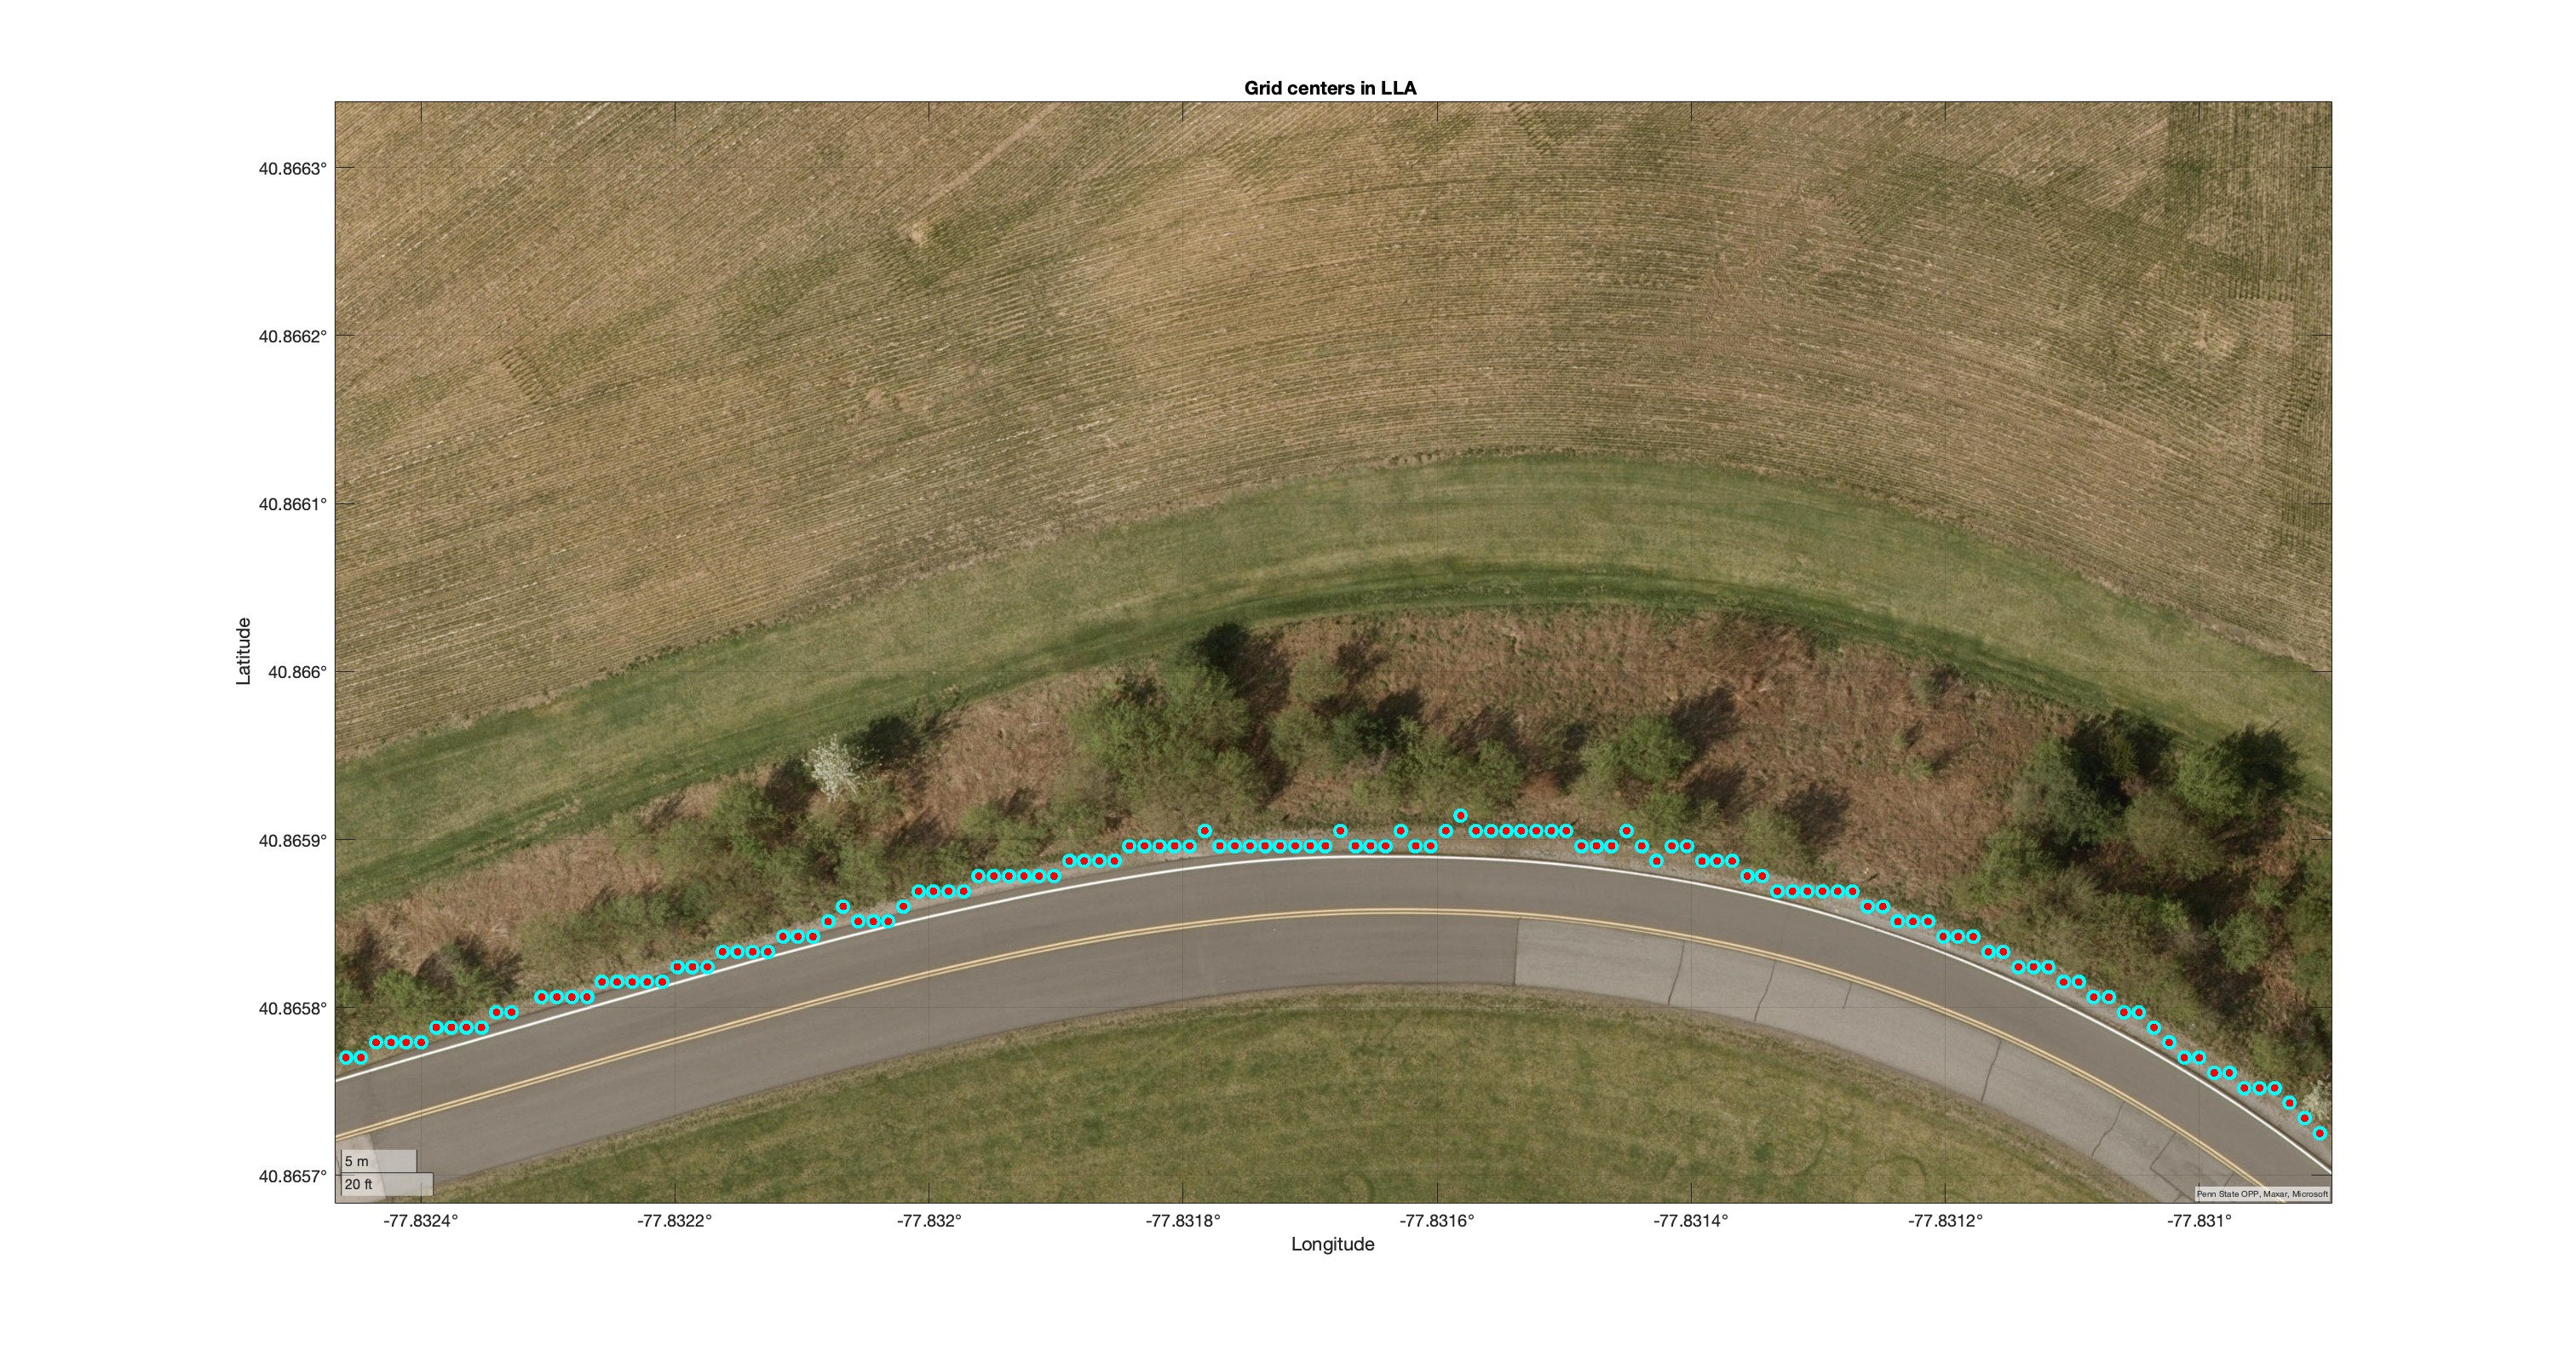 Grid centers in LLA
40.8663°
40.8662°
40.8661°
40.866°
40.8659°
40.8658°
40.8657°
Latitude
5 m
20 ft
Penn State OPP, Maxar, Microsoft
-77.8324°
-77.8322°
-77.832°
-77.8318°
-77.8316°
-77.8314°
-77.8312°
-77.831°
Longitude